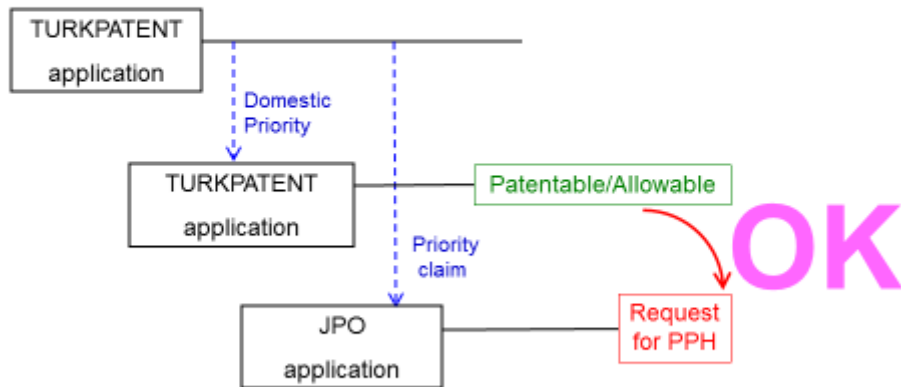 TURKPATENT
application
Domestic
Priority
TURKPATENT
application
Patentable/Allowable
OK
Priority
claim
JPO
application
Request
for PPH